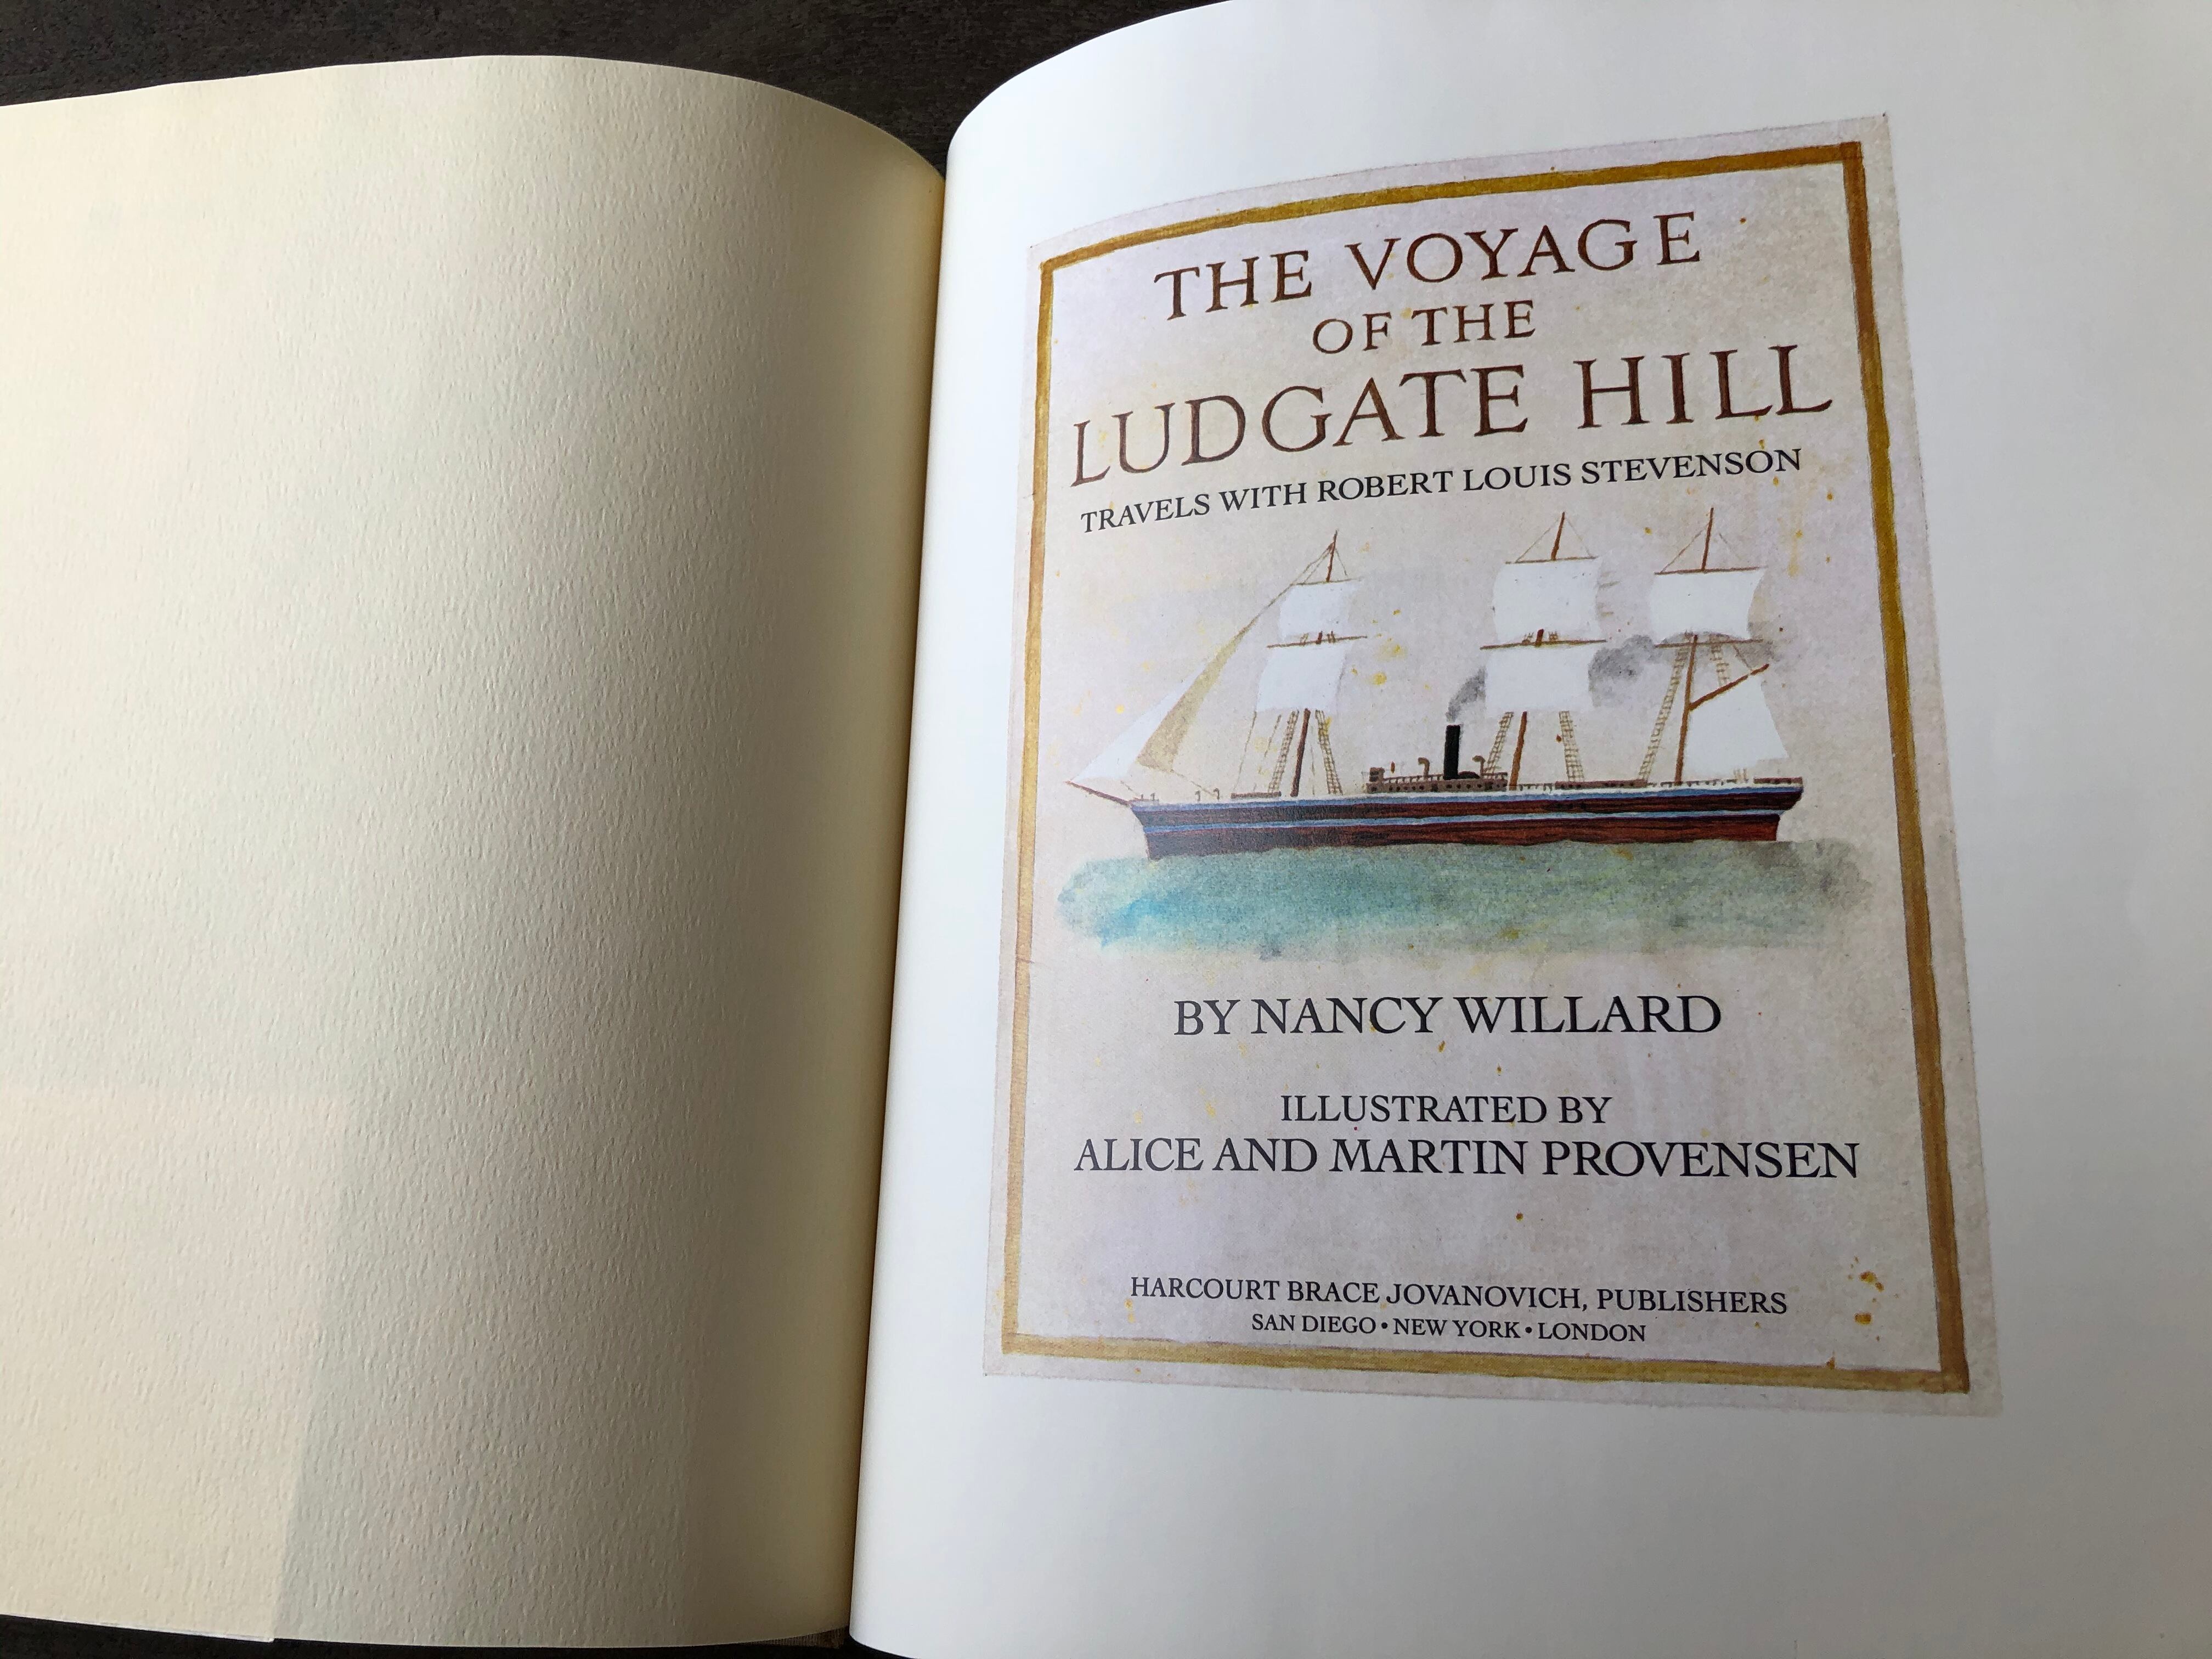 THE VOYAGE
OF THE
LUDGATE HILL
TRAVELS WITH ROBERT LOUIS STEVENSON
BY NANCY WILLARD
ILLUSTRATED BY
ALICE AND MARTIN PROVENSEN
HARCOURT BRACE JOVANOVICH, PUBLISHERS
SAN DIEGO • NEW YORK • LONDON